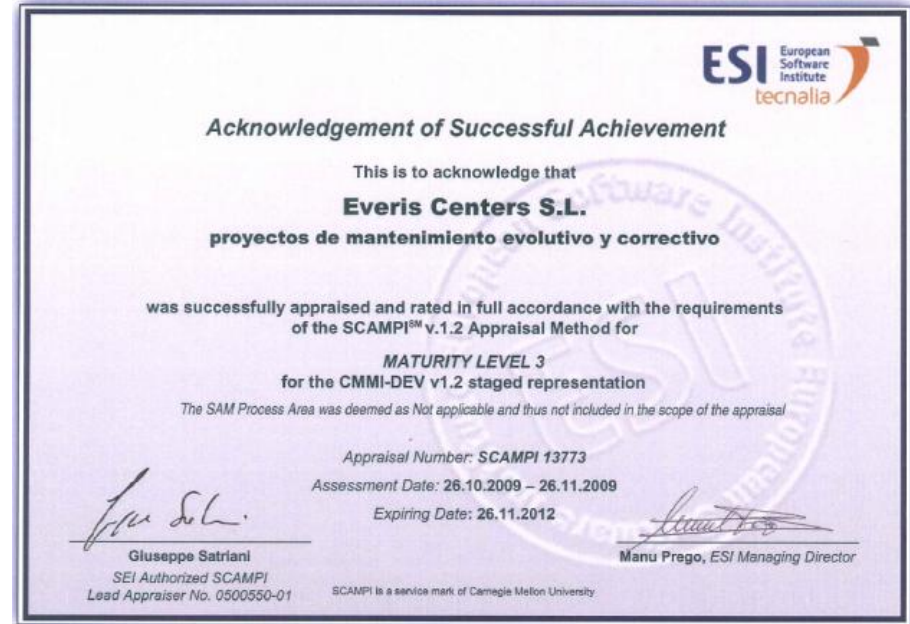 ESI European
Software
Institute
tecnalia
Acknowledgement of Successful Achievement
This is to acknowledge that
Everis Centers S.L.
proyectos de mantenimiento evolutivo y correctivo
was successfully appraised and rated in full accordance with the requirements
of the SCAMPI℠ v.1.2 Appraisal Method for
MATURITY LEVEL 3
for the CMMI-DEV v1.2 staged representation
The SAM Process Area was deemed as Not applicable and thus not included in the scope of the appraisal
Appraisal Number: SCAMPI 13773
Assessment Date: 26.10.2009 – 26.11.2009
Expiring Date: 26.11.2012
Giuseppe Satriani
SEI Authorized SCAMPI
Lead Appraiser No. 0500550-01
Manu Prego, ESI Managing Director
SCAMPI is a service mark of Carnegie Mellon University
European Software Institute
ESI